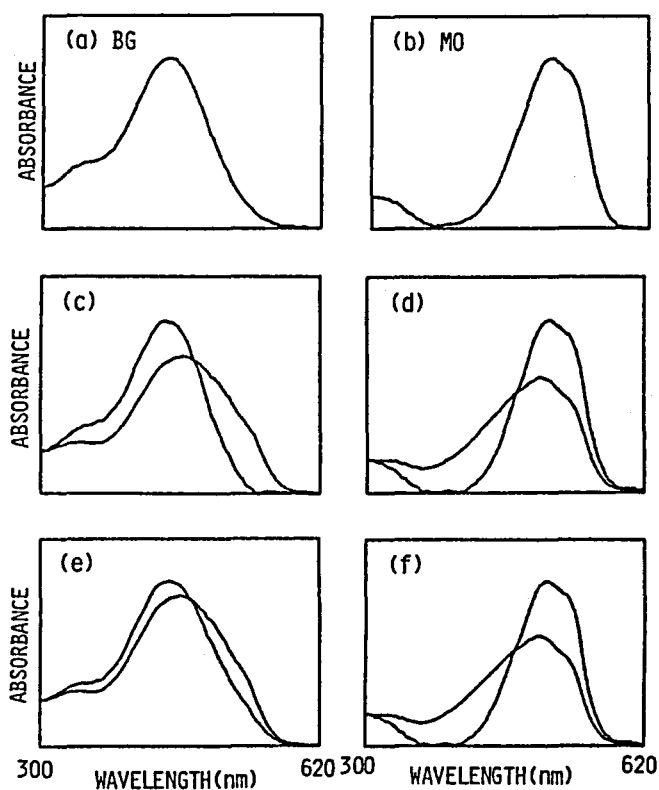 (a) BG
(b) MO
ABSORBANCE
(c)
(d)
ABSORBANCE
(e)
(f)
ABSORBANCE
300
620
300
620
WAVELENGTH(nm)
WAVELENGTH(nm)